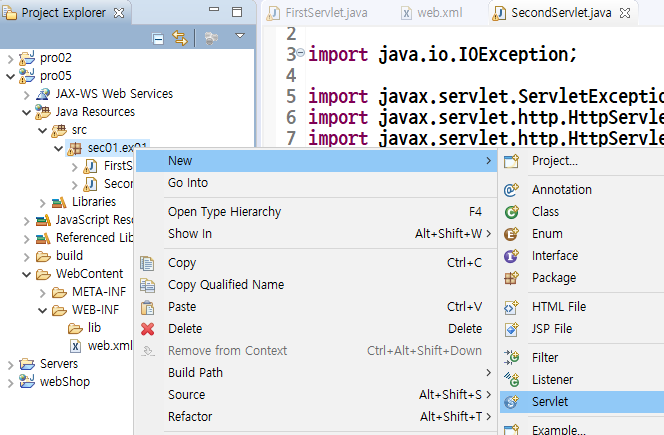 Project Explorer
pro02
pro05
JAX-WS Web Services
Java Resources
src
sec01.ex01
FirstS
Secon
Libraries
JavaScript Reso
Referenced Lib
build
WebContent
META-INF
WEB-INF
lib
web.xml
Servers
webShop
FirstServlet.java
web.xml
SecondServlet.java
2
3 import java.io.IOException;
4
5 import javax.servlet.ServletExceptio
6 import javax.servlet.http.HttpServle
7 import javax.servlet.http.HttpServle
New
Go Into
Open Type Hierarchy F4
Show In Alt+Shift+W
Copy Ctrl+C
Copy Qualified Name
Paste Ctrl+V
Delete Delete
Remove from Context Ctrl+Alt+Shift+Down
Build Path
Source Alt+Shift+S
Refactor Alt+Shift+T
Project...
Annotation
Class
Enum
Interface
Package
HTML File
JSP File
Filter
Listener
Servlet
Example...